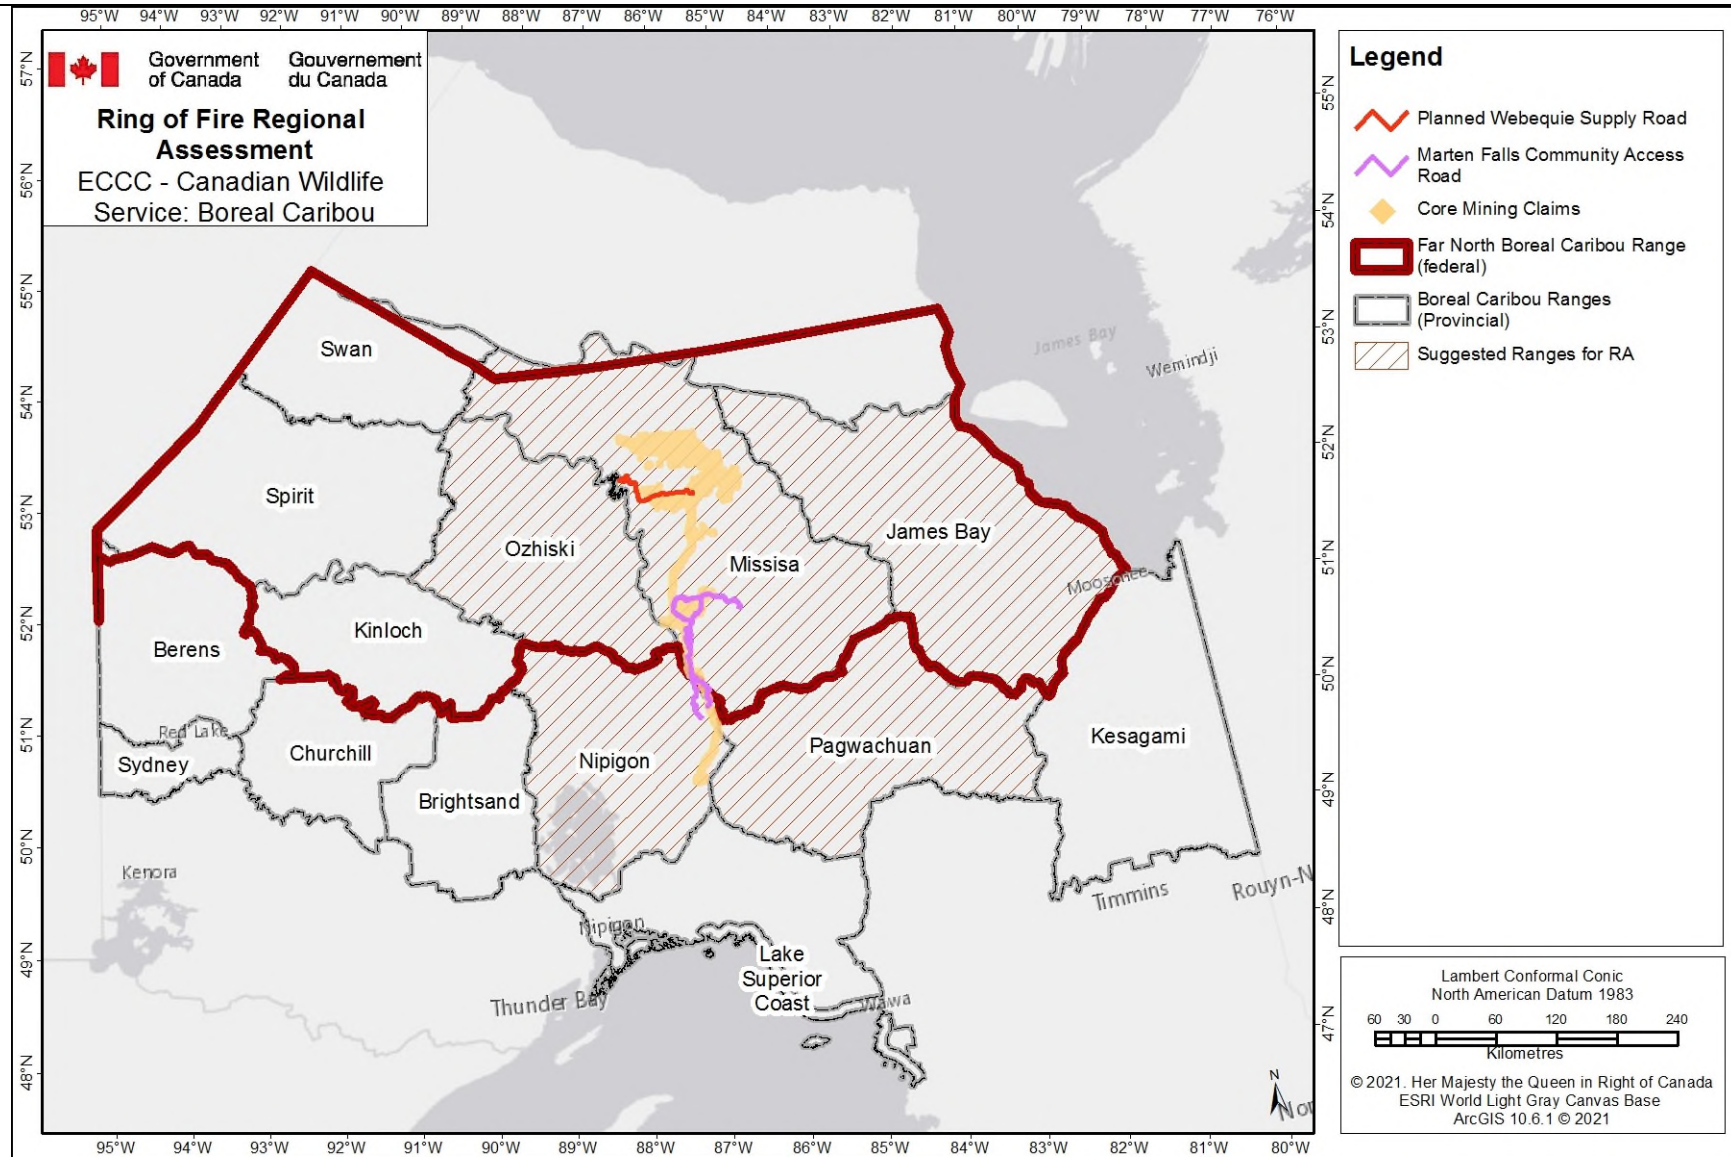 95°W 94°W 93°W 92°W 91°W 90°W 89°W 88°W 87°W 86°W 85°W 84°W 83°W 82°W 81°W 80°W 79°W 78°W 77°W 76°W
Government of Canada
Gouvernement du Canada
Ring of Fire Regional
Assessment
ECCC - Canadian Wildlife
Service: Boreal Caribou
57°N
56°N
55°N
54°N
53°N
52°N
51°N
50°N
49°N
48°N
Swan
Spirit
Ozhiski
Missisa
James Bay
James Bay
Wemindji
Moosonee
Berens
Kinloch
Red Lake
Sydney
Churchill
Brightsand
Nipigon
Pagwachuan
Kesagami
Kenora
Nipigon
Thunder Bay
Lake
Superior
Coast
Wawa
Timmins
Rouyn-N
Nor
N
55°N
54°N
53°N
52°N
51°N
50°N
49°N
48°N
47°N
95°W 94°W 93°W 92°W 91°W 90°W 89°W 88°W 87°W 86°W 85°W 84°W 83°W 82°W 81°W 80°W
Legend
Planned Webequie Supply Road
Marten Falls Community Access
Road
Core Mining Claims
Far North Boreal Caribou Range
(federal)
Boreal Caribou Ranges
(Provincial)
Suggested Ranges for RA
Lambert Conformal Conic
North American Datum 1983
60 30 0 60 120 180 240
Kilometres
© 2021. Her Majesty the Queen in Right of Canada
ESRI World Light Gray Canvas Base
ArcGIS 10.6.1 © 2021